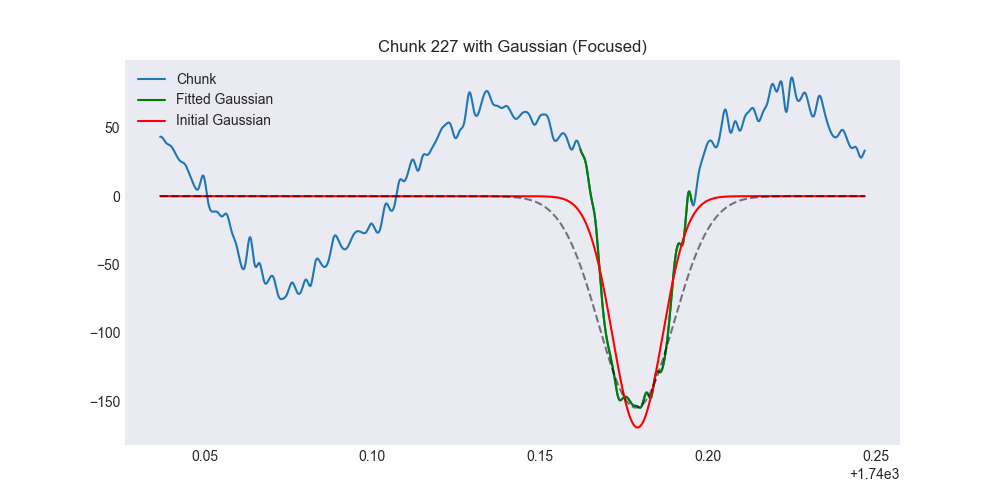 Chunk 227 with Gaussian (Focused)
Chunk
Fitted Gaussian
Initial Gaussian
50
0
−50
−100
−150
0.05 0.10 0.15 0.20 0.25
+1.74e3